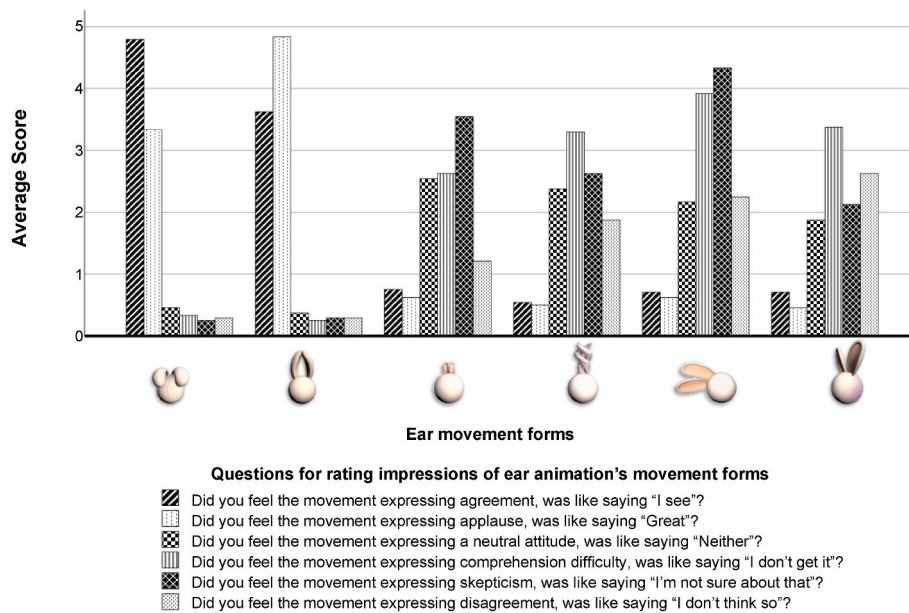 Average Score
5
4
3
2
1
0
Ear movement forms
Questions for rating impressions of ear animation's movement forms
Did you feel the movement expressing agreement, was like saying “I see”?
Did you feel the movement expressing applause, was like saying “Great”?
Did you feel the movement expressing a neutral attitude, was like saying “Neither”?
Did you feel the movement expressing comprehension difficulty, was like saying “I don't get it”?
Did you feel the movement expressing skepticism, was like saying “I'm not sure about that”?
Did you feel the movement expressing disagreement, was like saying “I don't think so”?